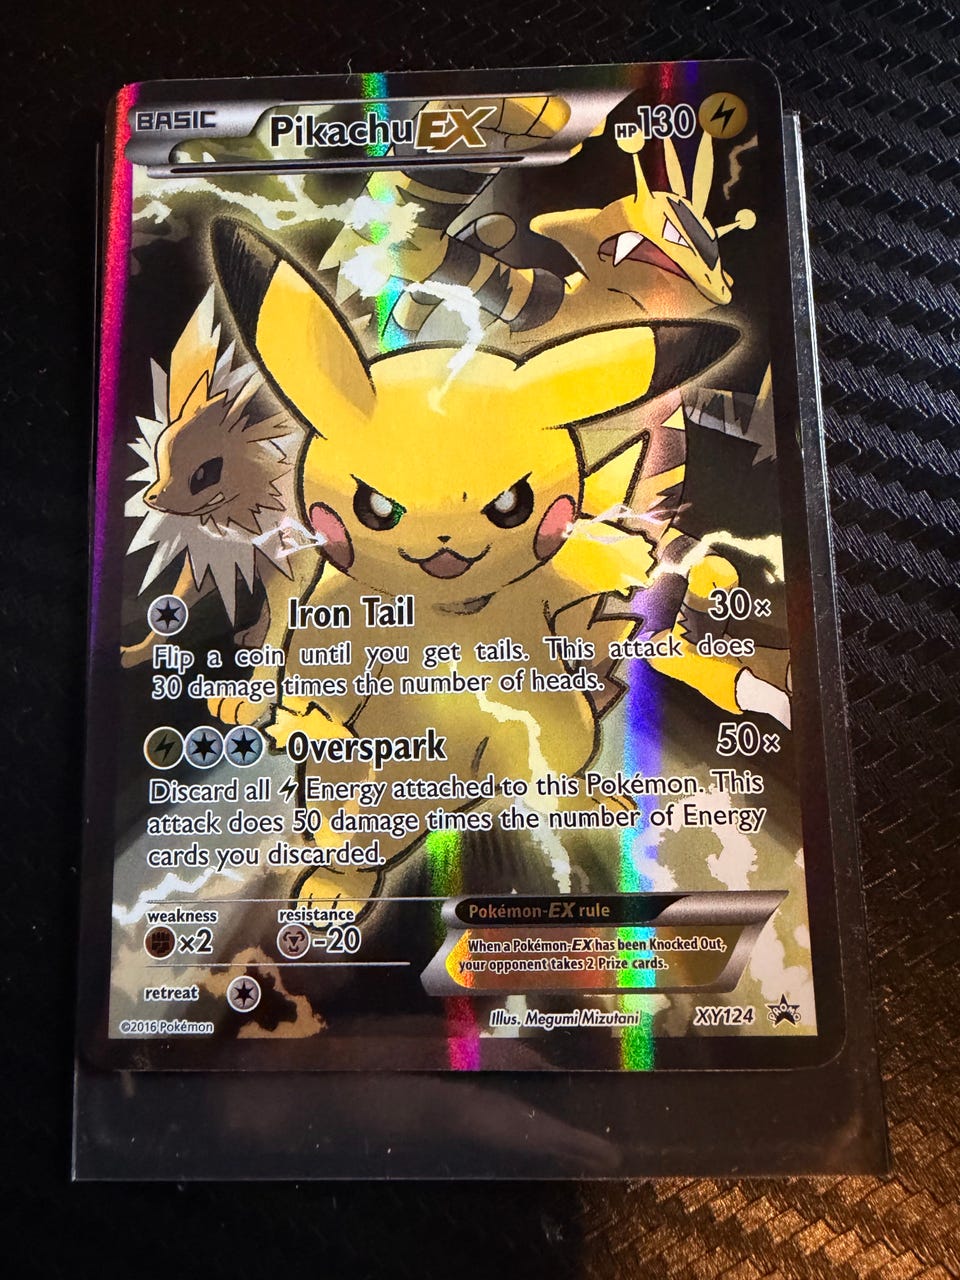 BASIC
PikachuEX
HP130
Iron Tail 30×
Flip a coin until you get tails. This attack does
30 damage times the number of heads.
Overspark 50×
Discard all Energy attached to this Pokémon. This
attack does 50 damage times the number of Energy
cards you discarded.
weakness resistance
×2 -20
retreat
Pokémon-EX rule
When a Pokémon-EX has been Knocked Out,
your opponent takes 2 Prize cards.
©2016 Pokémon
Illus. Megumi Mizutani XY124 PROMO